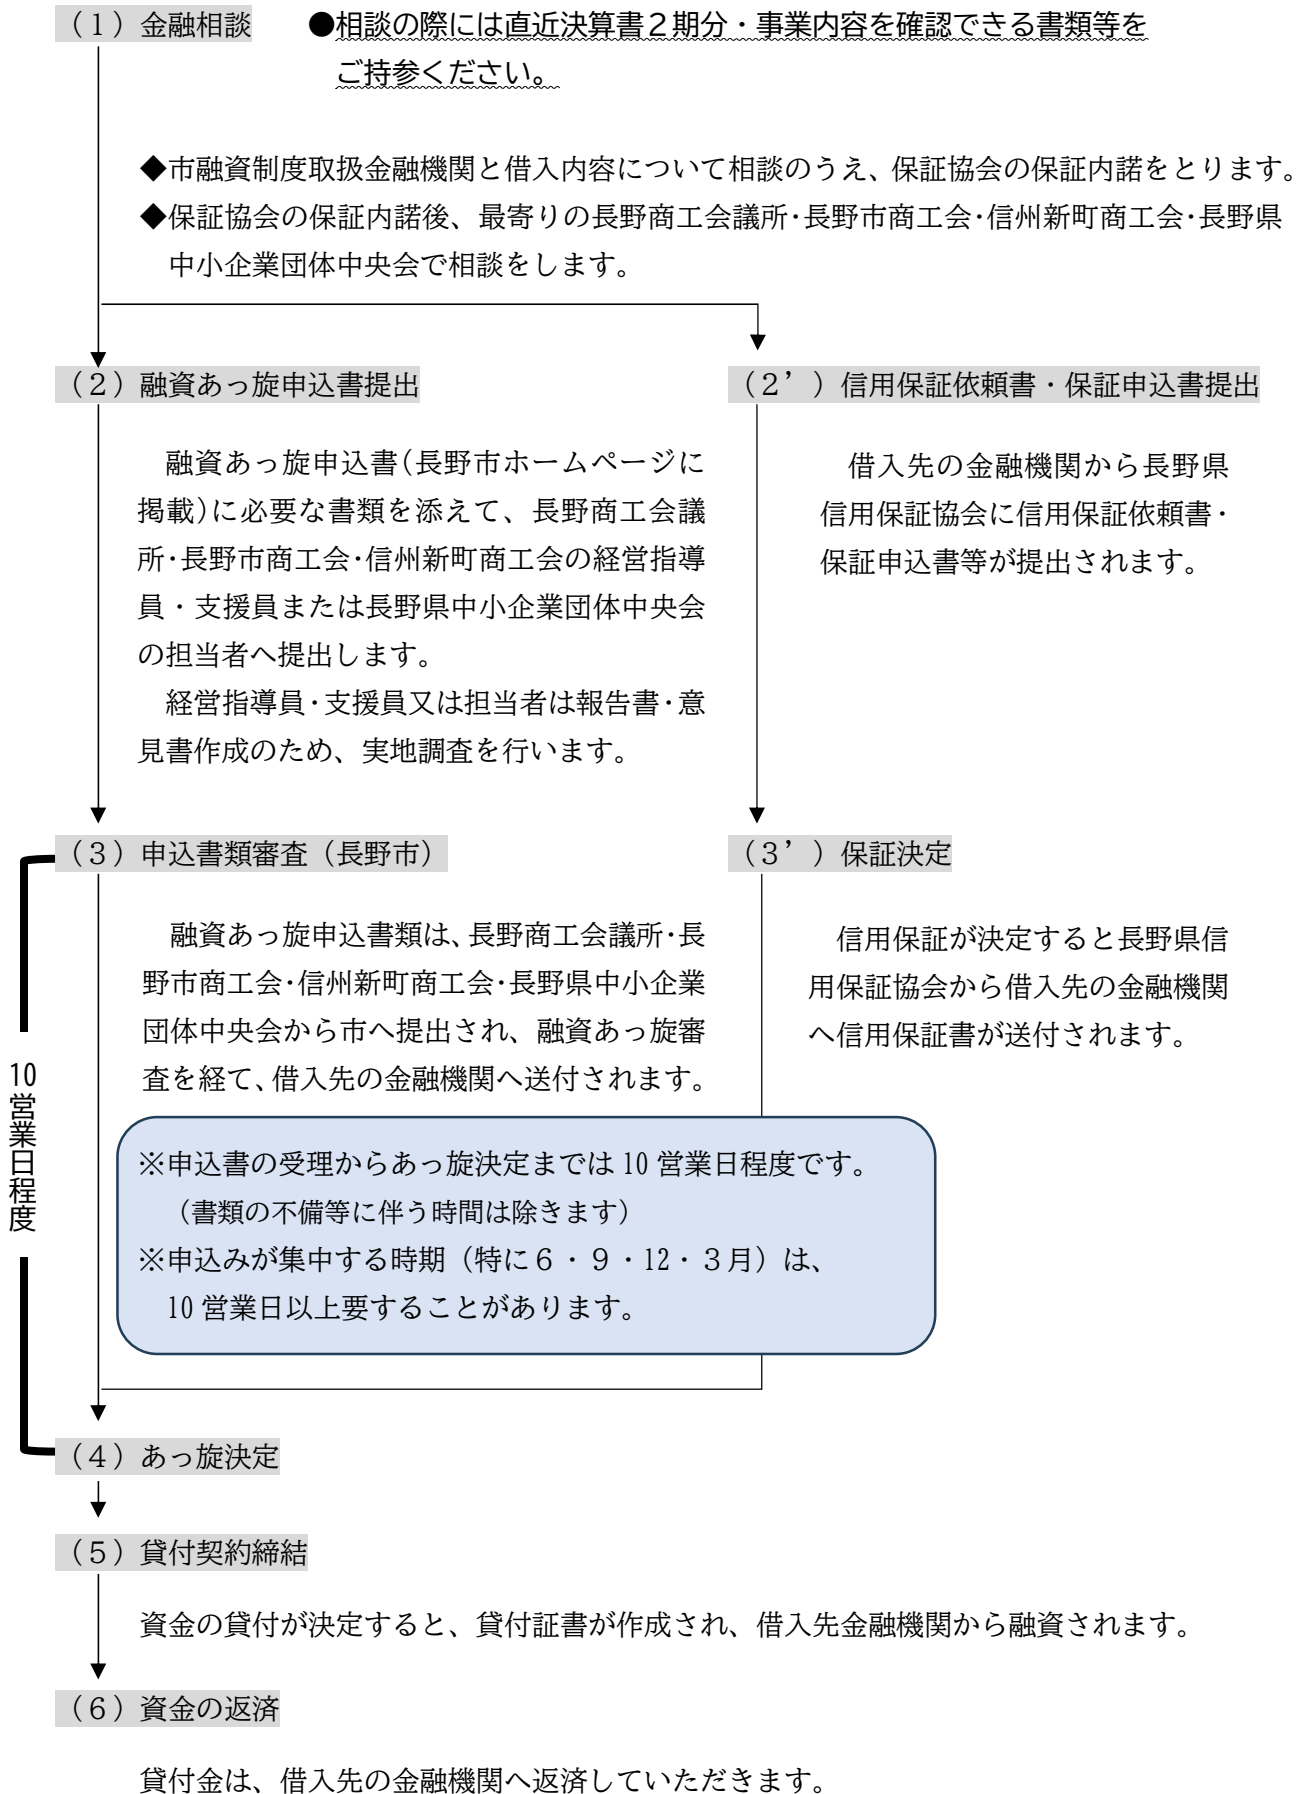 （１）金融相談　●相談の際には直近決算書２期分・事業内容を確認できる書類等を
ご持参ください。
◆市融資制度取扱金融機関と借入内容について相談のうえ、保証協会の保証内諾をとります。
◆保証協会の保証内諾後、最寄りの長野商工会議所･長野市商工会･信州新町商工会･長野県
中小企業団体中央会で相談をします。
（２）融資あっ旋申込書提出
融資あっ旋申込書(長野市ホームページに
掲載)に必要な書類を添えて、長野商工会議
所･長野市商工会･信州新町商工会の経営指導
員・支援員または長野県中小企業団体中央会
の担当者へ提出します。
経営指導員･支援員又は担当者は報告書･意
見書作成のため、実地調査を行います。
（２’）信用保証依頼書・保証申込書提出
借入先の金融機関から長野県
信用保証協会に信用保証依頼書･
保証申込書等が提出されます。
（３）申込書類審査（長野市）
融資あっ旋申込書類は、長野商工会議所･長
野市商工会･信州新町商工会･長野県中小企業
団体中央会から市へ提出され、融資あっ旋審
査を経て、借入先の金融機関へ送付されます。
（３’）保証決定
信用保証が決定すると長野県信
用保証協会から借入先の金融機関
へ信用保証書が送付されます。
10営業日程度
※申込書の受理からあっ旋決定までは 10 営業日程度です。
（書類の不備等に伴う時間は除きます）
※申込みが集中する時期（特に６・９・12・３月）は、
10 営業日以上要することがあります。
（４）あっ旋決定
（５）貸付契約締結
資金の貸付が決定すると、貸付証書が作成され、借入先金融機関から融資されます。
（６）資金の返済
貸付金は、借入先の金融機関へ返済していただきます。